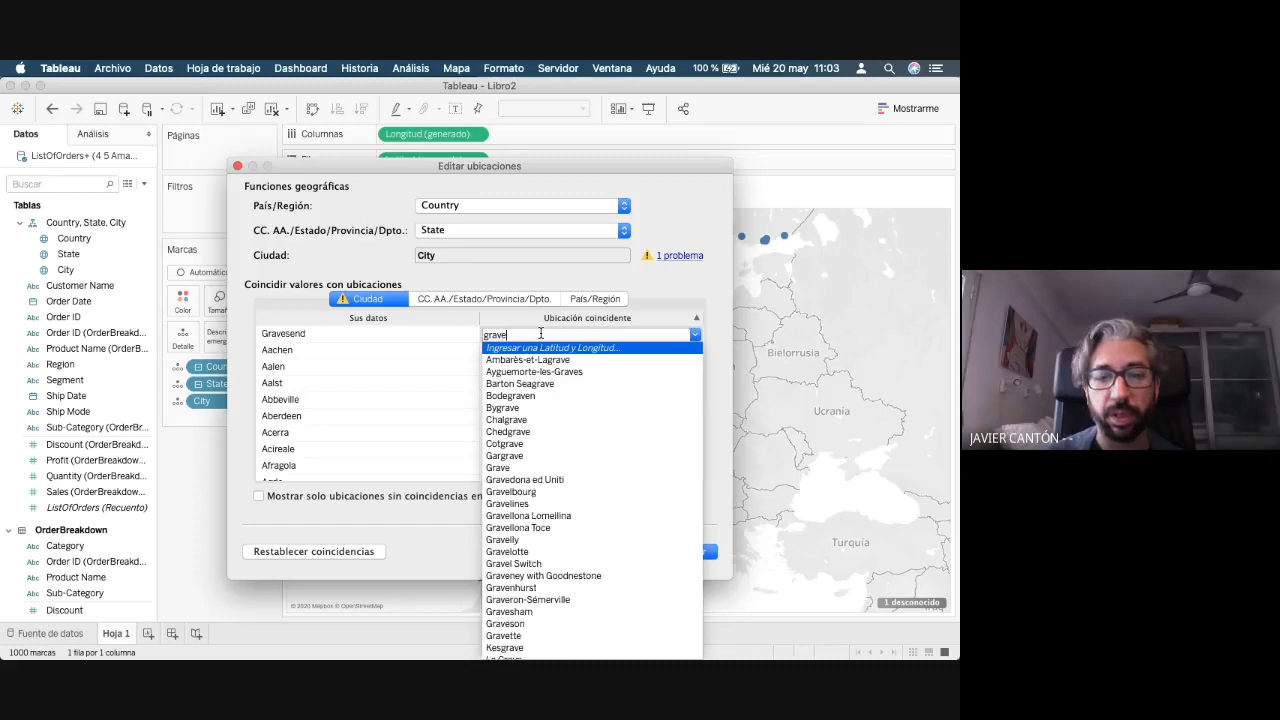 Tableau Archivo Datos Hoja de trabajo Dashboard Historia Análisis Mapa Formato Servidor Ventana Ayuda 100 % Mié 20 may 11:03
Tableau - Libro2
Mostrarme
Datos Análisis
Páginas
Columns Longitud (generado)
ListOfOrders+ (4 5 Ama...
Buscar
Filtros
Tablas
Country, State, City
Country
State
City
Customer Name
Order Date
Order ID
Order ID (OrderBreakd...
Product Name (OrderBr...
Region
Segment
Ship Date
Ship Mode
Sub-Category (OrderBr...
Discount (OrderBreakd...
Profit (OrderBreakdow...
Quantity (OrderBreakd...
Sales (OrderBreakdow...
ListOfOrders (Recuento)
OrderBreakdown
Category
Order ID (OrderBreakd...
Product Name
Sub-Category
Discount
Marcas
Automátic
Color
Tamañ
Detalle
Descri
emerg
Coun
State
City
Editar ubicaciones
Funciones geográficas
País/Región: Country
CC. AA./Estado/Provincia/Dpto.: State
Ciudad: City 1 problema
Coincidir valores con ubicaciones
Ciudad CC. AA./Estado/Provincia/Dpto. País/Región
Sus datos Ubicación coincidente
Gravesend grave
Aachen
Aalen
Aalst
Abbeville
Aberdeen
Acerra
Acireale
Afragola
Ingresar una Latitud y Longitud...
Ambarès-et-Lagrave
Ayguemorte-les-Graves
Barton Seagrave
Bodegraven
Bygrave
Chalgrave
Chedgrave
Cotgrave
Gargrave
Grave
Gravedona ed Uniti
Gravelbourg
Gravelines
Gravellona Lomellina
Gravellona Toce
Gravelly
Gravelotte
Gravel Switch
Graveney with Goodnestone
Gravenhurst
Graveron-Sémerville
Gravesham
Graveson
Gravette
Kesgrave
Mostrar solo ubicaciones sin coincidencias en
Restablecer coincidencias
Bielorrusia
Ucrania
Turquía
1 desconocido
© 2020 Mapbox © OpenStreetMap
Fuente de datos Hoja 1
1000 marcas 1 fila por 1 columna
JAVIER CANTÓN - -